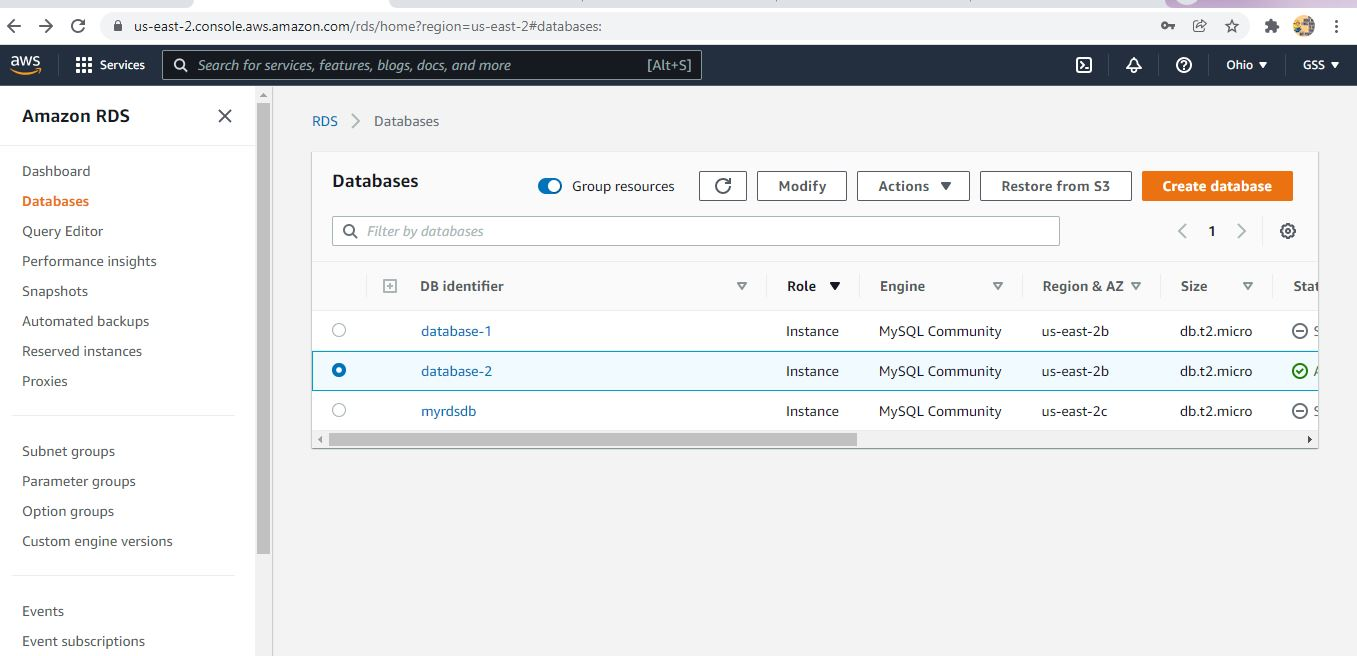 us-east-2.console.aws.amazon.com/rds/home?region=us-east-2#databases:
aws Services Search for services, features, blogs, docs, and more [Alt+S] Ohio GSS
Amazon RDS
Dashboard
Databases
Query Editor
Performance insights
Snapshots
Automated backups
Reserved instances
Proxies
Subnet groups
Parameter groups
Option groups
Custom engine versions
Events
Event subscriptions
RDS Databases
Databases Group resources Modify Actions Restore from S3 Create database
Filter by databases 1
DB identifier Role Engine Region & AZ Size
database-1 Instance MySQL Community us-east-2b db.t2.micro
database-2 Instance MySQL Community us-east-2b db.t2.micro
myrdsdb Instance MySQL Community us-east-2c db.t2.micro